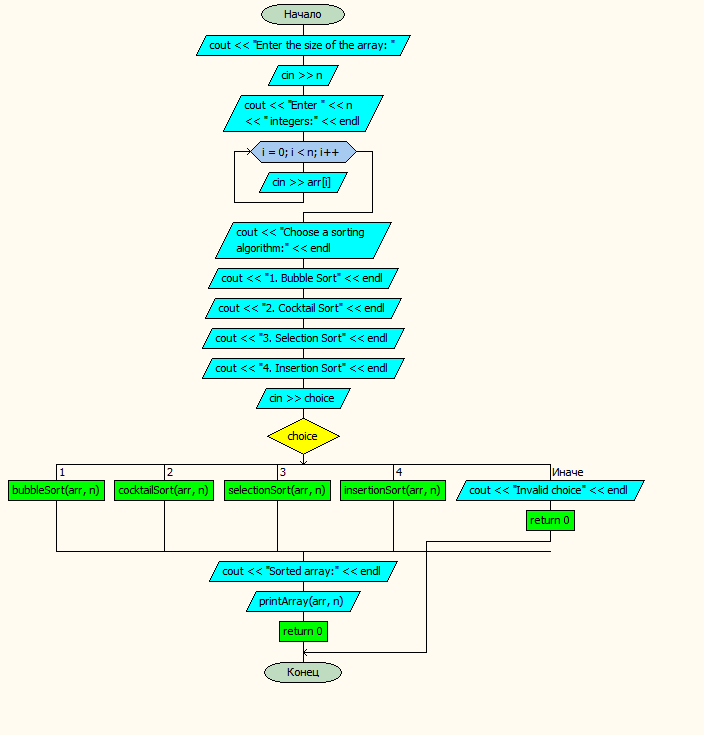 Начало
cout << "Enter the size of the array: "
cin >> n
cout << "Enter " << n
<< " integers:" << endl
i = 0; i < n; i++
cin >> arr[i]
cout << "Choose a sorting
algorithm:" << endl
cout << "1. Bubble Sort" << endl
cout << "2. Cocktail Sort" << endl
cout << "3. Selection Sort" << endl
cout << "4. Insertion Sort" << endl
cin >> choice
choice
1
2
3
4
Иначе
bubbleSort(arr, n)
cocktailSort(arr, n)
selectionSort(arr, n)
insertionSort(arr, n)
cout << "Invalid choice" << endl
return 0
cout << "Sorted array:" << endl
printArray(arr, n)
return 0
Конец